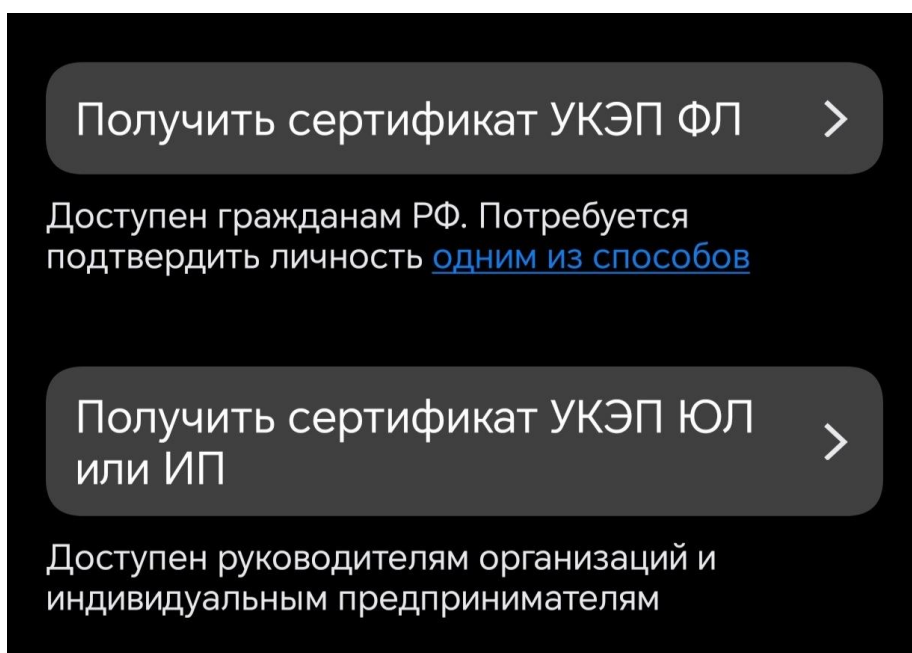 Получить сертификат УКЭП ФЛ
Доступен гражданам РФ. Потребуется
подтвердить личность одним из способов
Получить сертификат УКЭП ЮЛ
или ИП
Доступен руководителям организаций и
индивидуальным предпринимателям